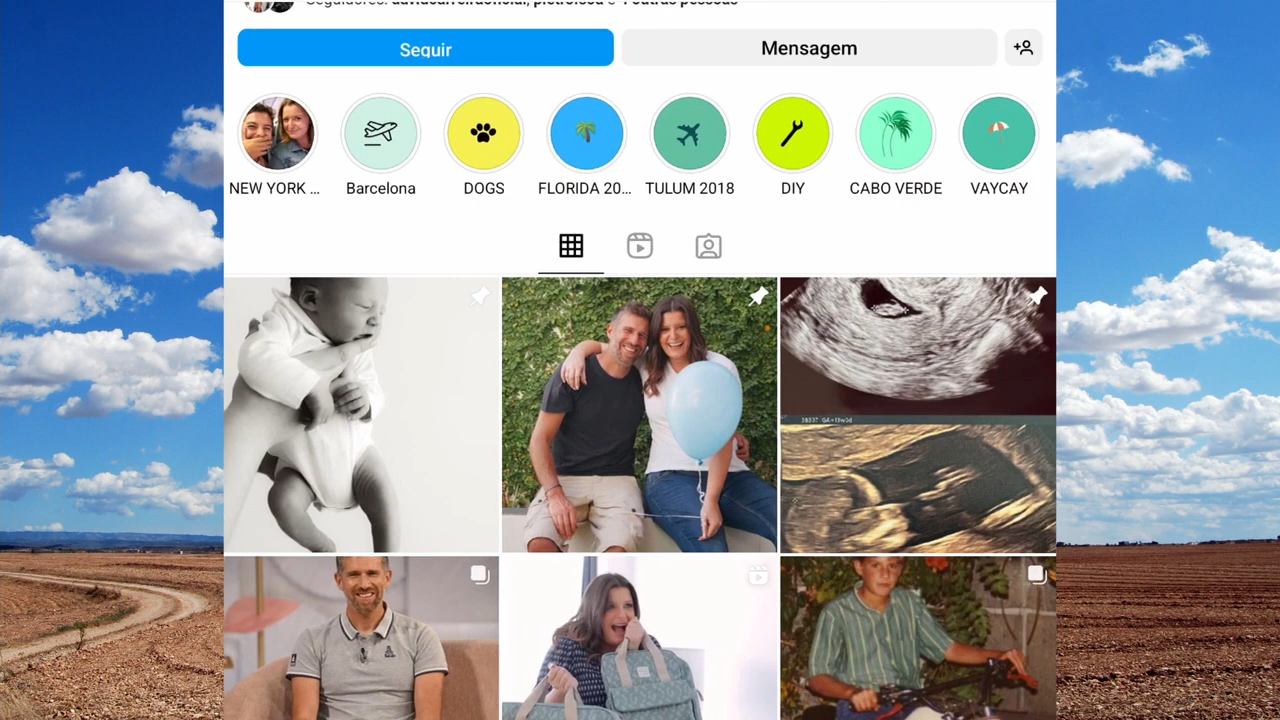 Seguir
Mensagem
NEW YORK ...
Barcelona
DOGS
FLORIDA 20...
TULUM 2018
DIY
CABO VERDE
VAYCAY